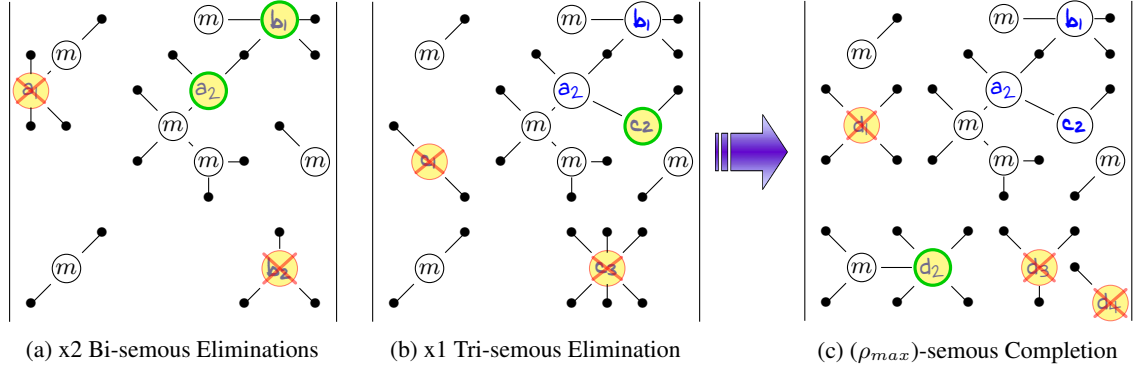 m
m
a1
b1
a2
m
m
m
m
b2
(a) x2 Bi-semous Eliminations
m
m
b1
a2
c2
m
c1
m
m
m
c3
(b) x1 Tri-semous Elimination
m
m
b1
a2
c2
d1
m
m
m
m
d2
d3
d4
(c) (ρmax)-semous Completion